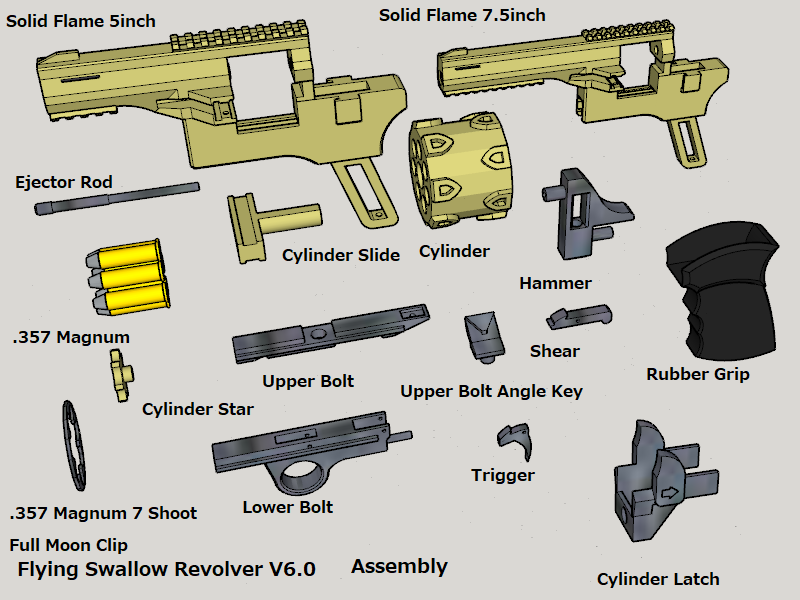 Solid Flame 5inch
Solid Flame 7.5inch
Ejector Rod
Cylinder Slide
Cylinder
Hammer
.357 Magnum
Shear
Rubber Grip
Upper Bolt
Upper Bolt Angle Key
Cylinder Star
Trigger
Lower Bolt
.357 Magnum 7 Shoot
Full Moon Clip
Flying Swallow Revolver V6.0
Assembly
Cylinder Latch